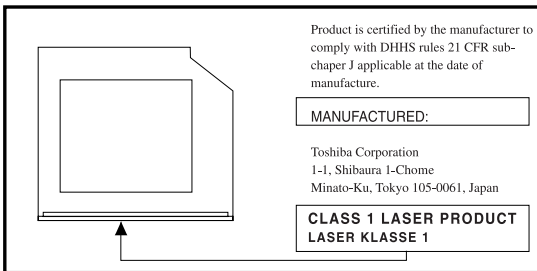 Product is certified by the manufacturer to
comply with DHHS rules 21 CFR sub-
chaper J applicable at the date of
manufacture.
MANUFACTURED:
Toshiba Corporation
1-1, Shibaura 1-Chome
Minato-Ku, Tokyo 105-0061, Japan
CLASS 1 LASER PRODUCT
LASER KLASSE 1